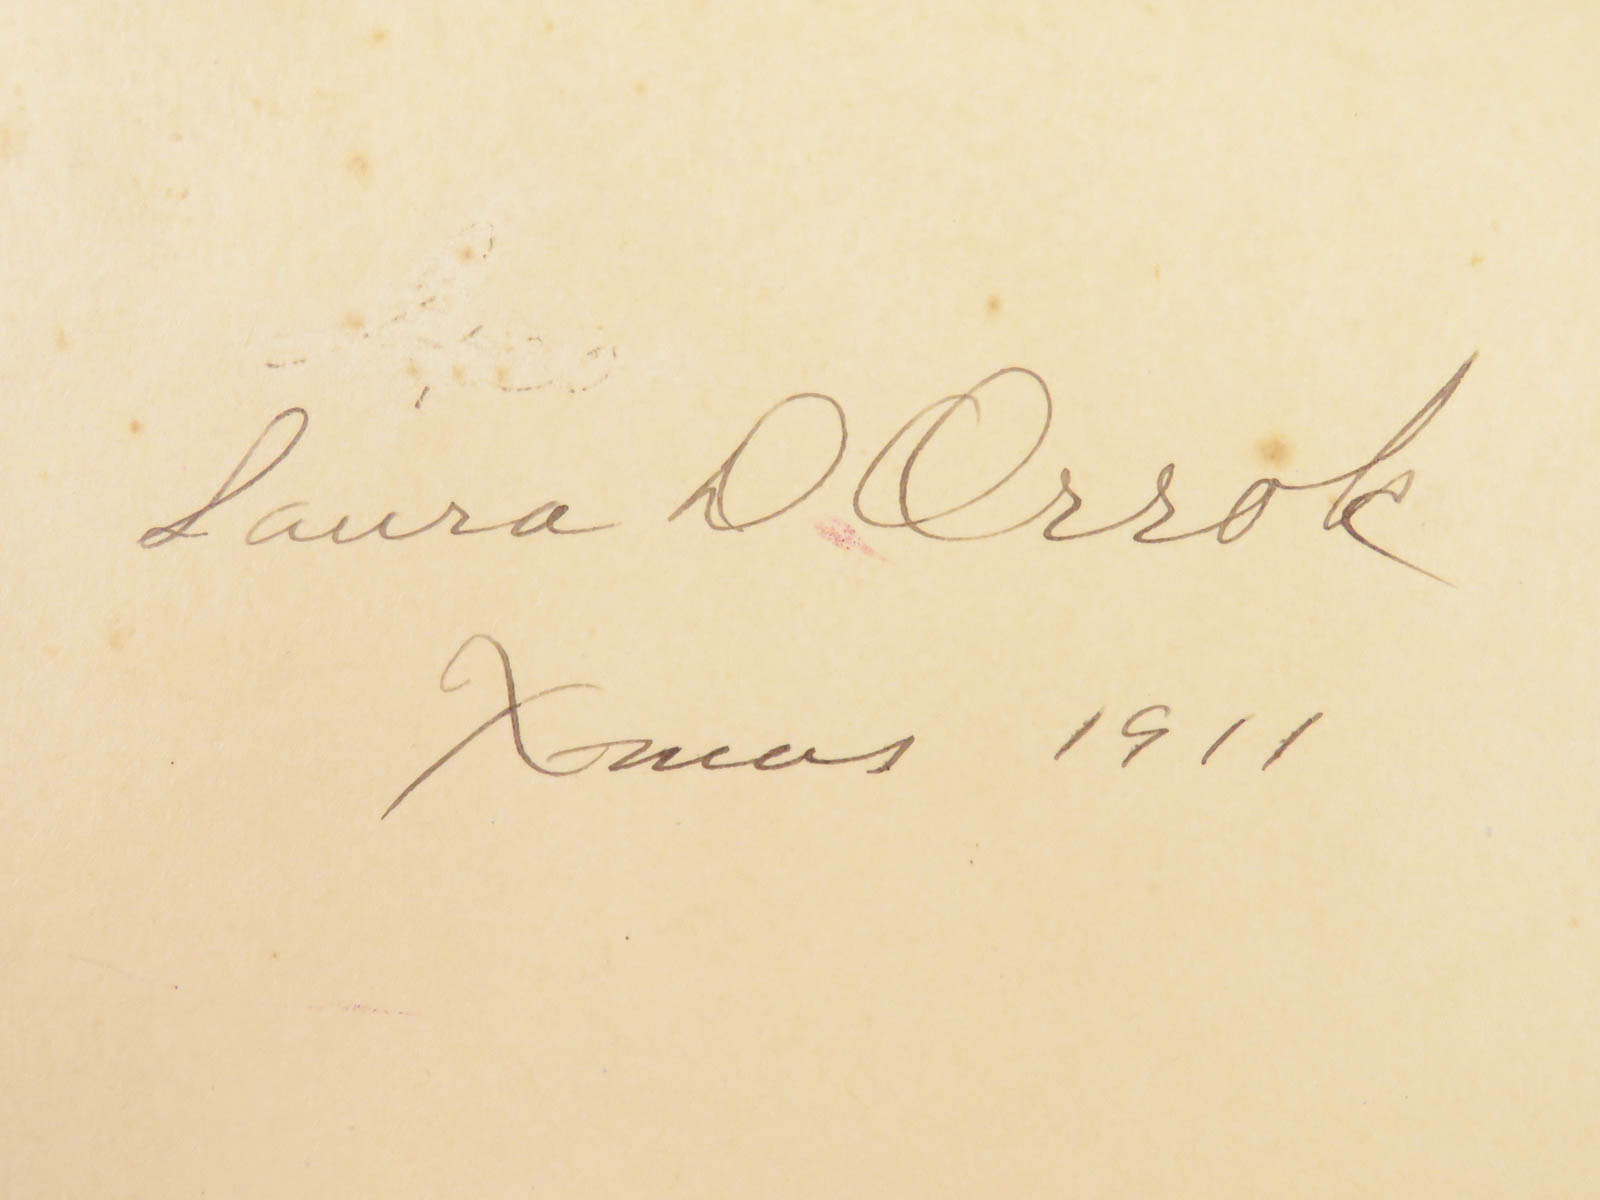 Laura D. Orrok
Xmas 1911